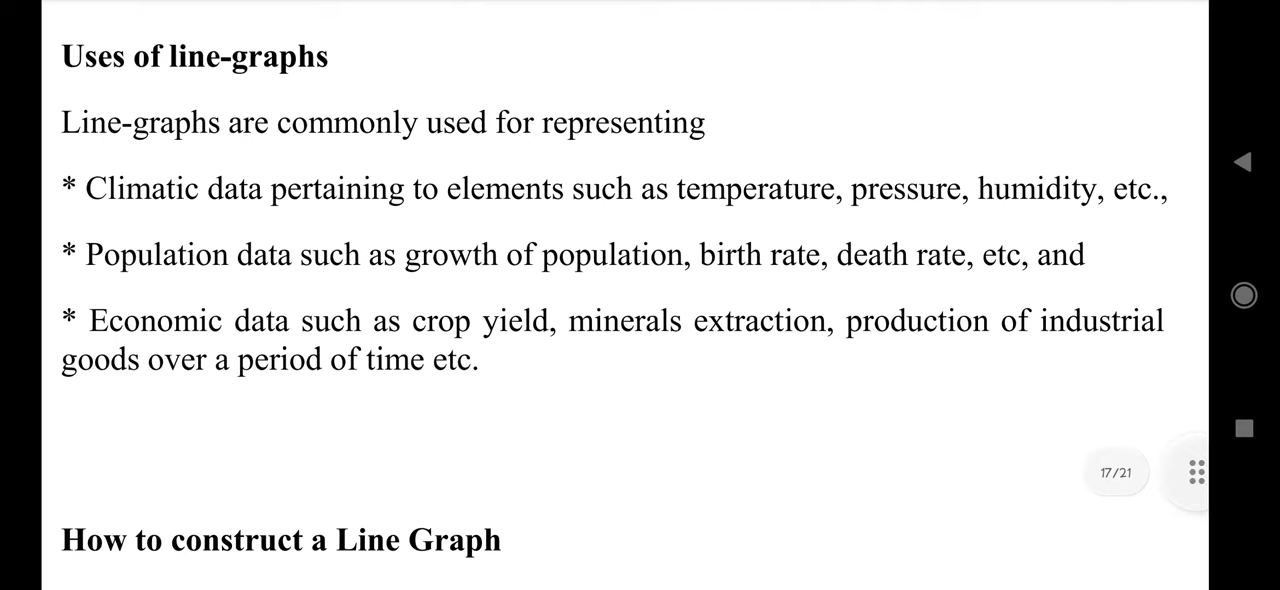 Uses of line-graphs
Line-graphs are commonly used for representing
* Climatic data pertaining to elements such as temperature, pressure, humidity, etc.,
* Population data such as growth of population, birth rate, death rate, etc, and
* Economic data such as crop yield, minerals extraction, production of industrial
goods over a period of time etc.
17/21
How to construct a Line Graph